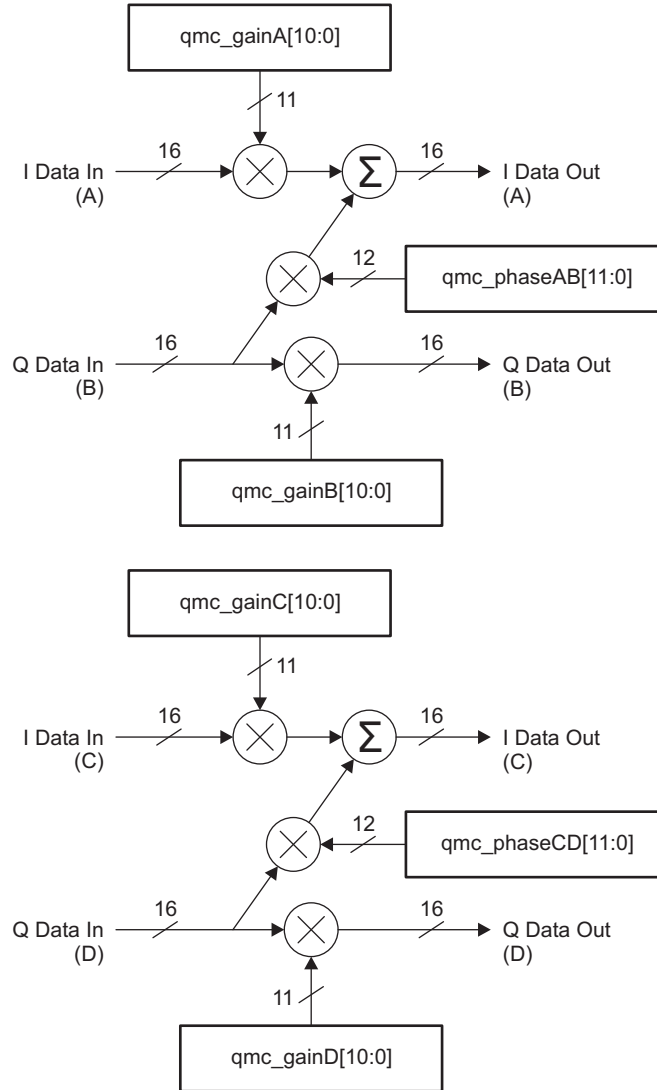 qmc_gainA[10:0]
11
16
16
I Data In
(A)
Σ
I Data Out
(A)
12
qmc_phaseAB[11:0]
16
16
Q Data In
(B)
Q Data Out
(B)
11
qmc_gainB[10:0]
qmc_gainC[10:0]
11
16
16
I Data In
(C)
Σ
I Data Out
(C)
12
qmc_phaseCD[11:0]
16
16
Q Data In
(D)
Q Data Out
(D)
11
qmc_gainD[10:0]